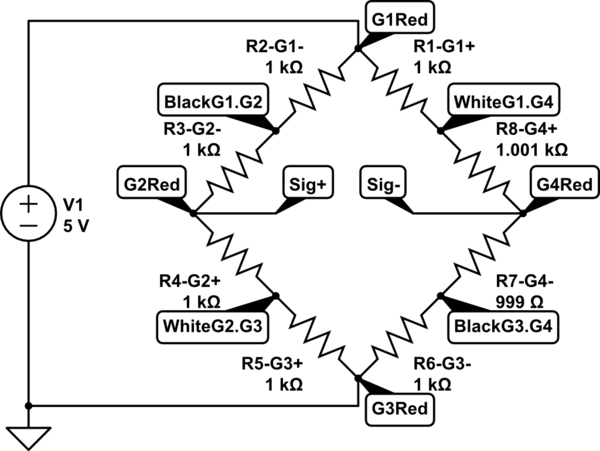 G1Red
R2-G1-
1 kΩ
R1-G1+
1 kΩ
BlackG1.G2
WhiteG1.G4
R3-G2-
1 kΩ
R8-G4+
1.001 kΩ
G2Red
Sig+
Sig-
G4Red
+
−
V1
5 V
R4-G2+
1 kΩ
R7-G4-
999 Ω
WhiteG2.G3
BlackG3.G4
R5-G3+
1 kΩ
R6-G3-
1 kΩ
G3Red